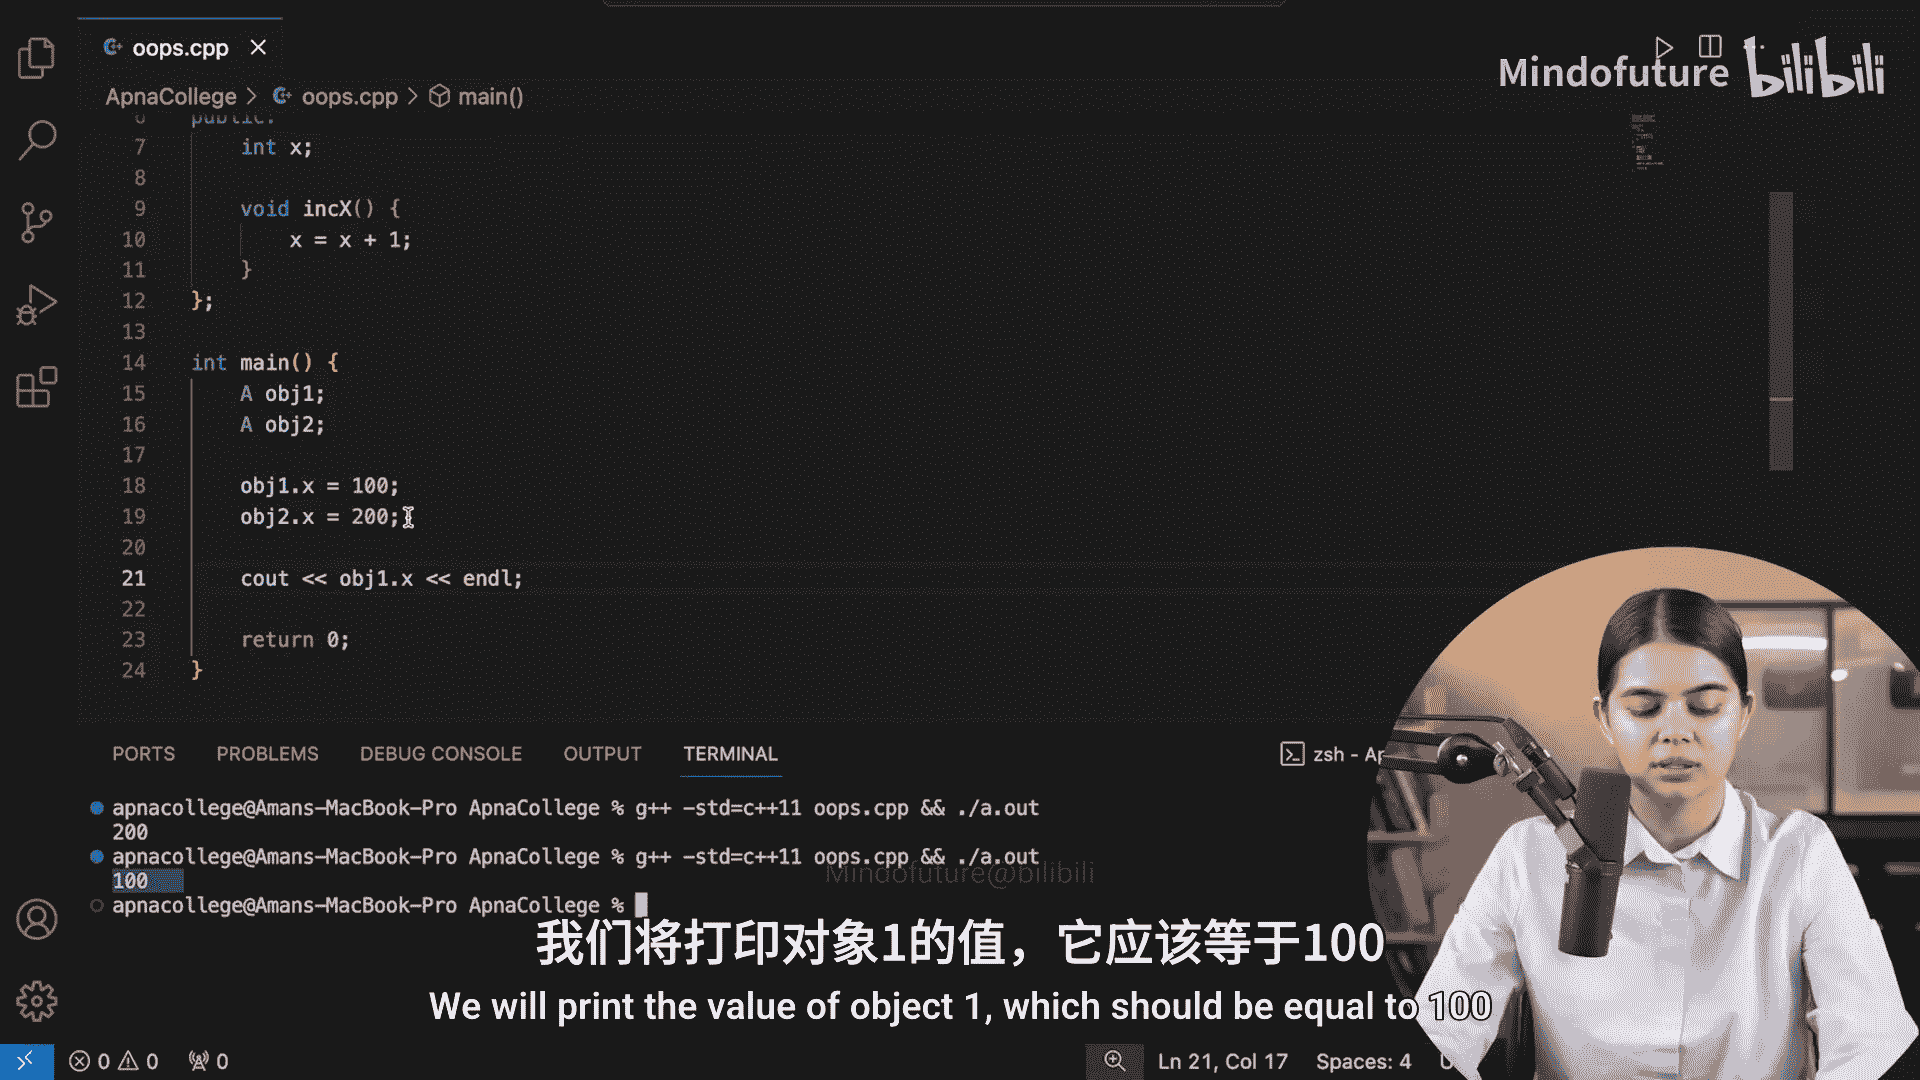 oops.cpp
Mindofuture bilibili
ApnaCollege > oops.cpp > main()
6 public:
7 int x;
8
9 void incX() {
10 x = x + 1;
11 }
12 };
13
14 int main() {
15 A obj1;
16 A obj2;
17
18 obj1.x = 100;
19 obj2.x = 200;
20
21 cout << obj1.x << endl;
22
23 return 0;
24 }
PORTS PROBLEMS DEBUG CONSOLE OUTPUT TERMINAL zsh - Ap
apnacollege@Amans-MacBook-Pro ApnaCollege % g++ -std=c++11 oops.cpp && ./a.out
200
apnacollege@Amans-MacBook-Pro ApnaCollege % g++ -std=c++11 oops.cpp && ./a.out
100
Mindofuture@bilibili
apnacollege@Amans-MacBook-Pro ApnaCollege %
我们将打印对象1的值，它应该等于100
We will print the value of object 1, which should be equal to 100
0 0 0 Ln 21, Col 17 Spaces: 4